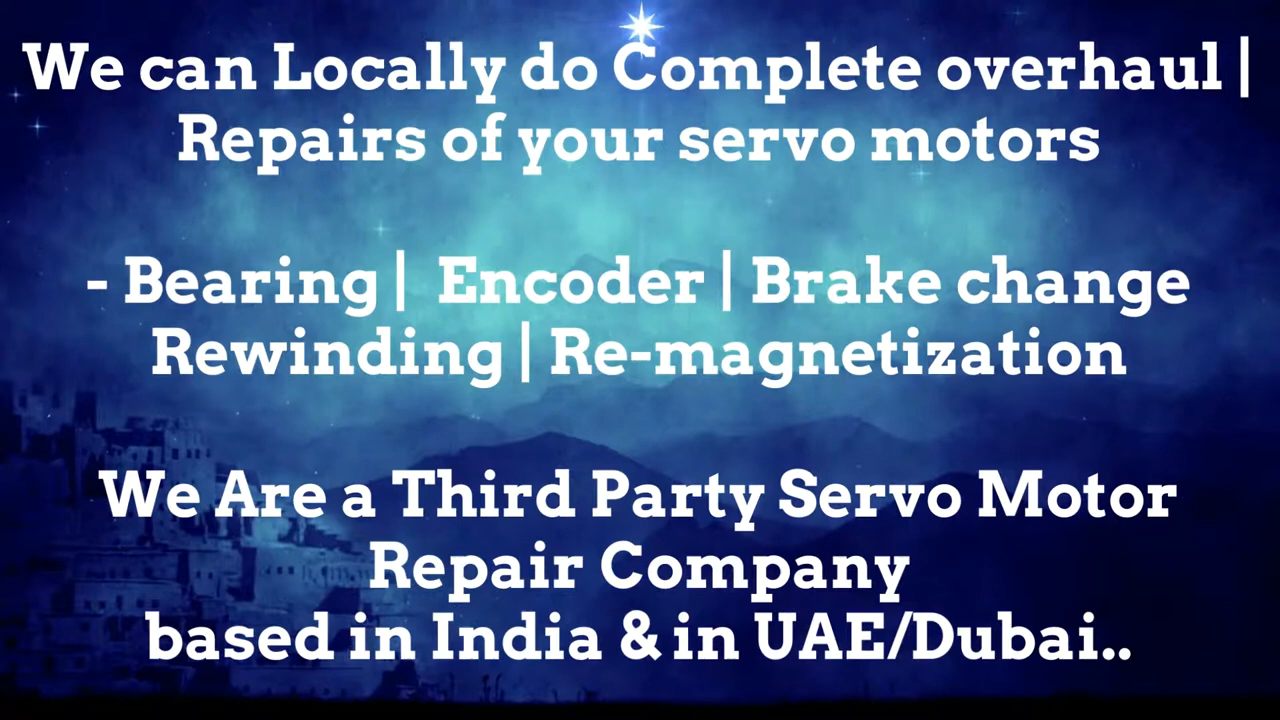 We can Locally do Complete overhaul |
Repairs of your servo motors
- Bearing | Encoder | Brake change
Rewinding | Re-magnetization
We Are a Third Party Servo Motor
Repair Company
based in India & in UAE/Dubai..